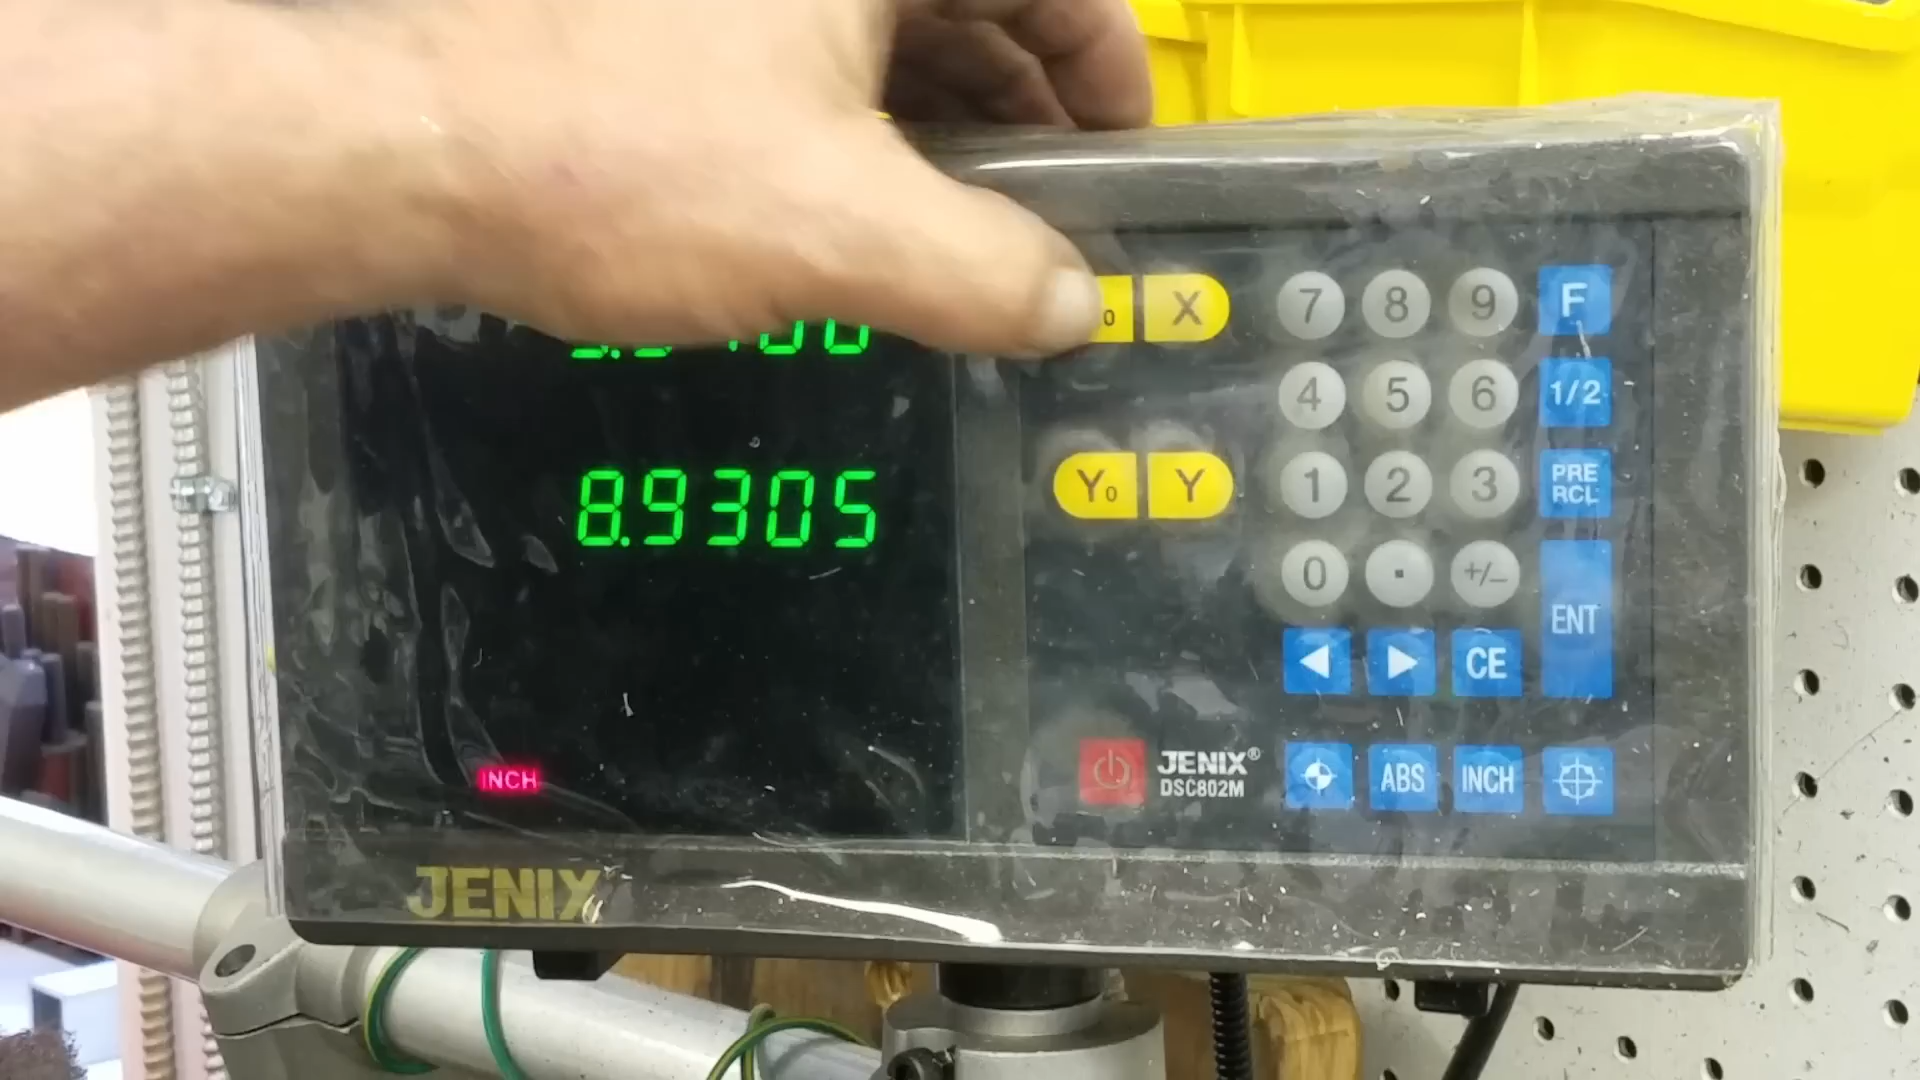 X 7 8 9 F
4 5 6 1/2
8.9305 Y₀ Y 1 2 3 PRE RCL
0 . +/− ENT
CE
INCH JENIX® ABS INCH
DSC802M
JENIX